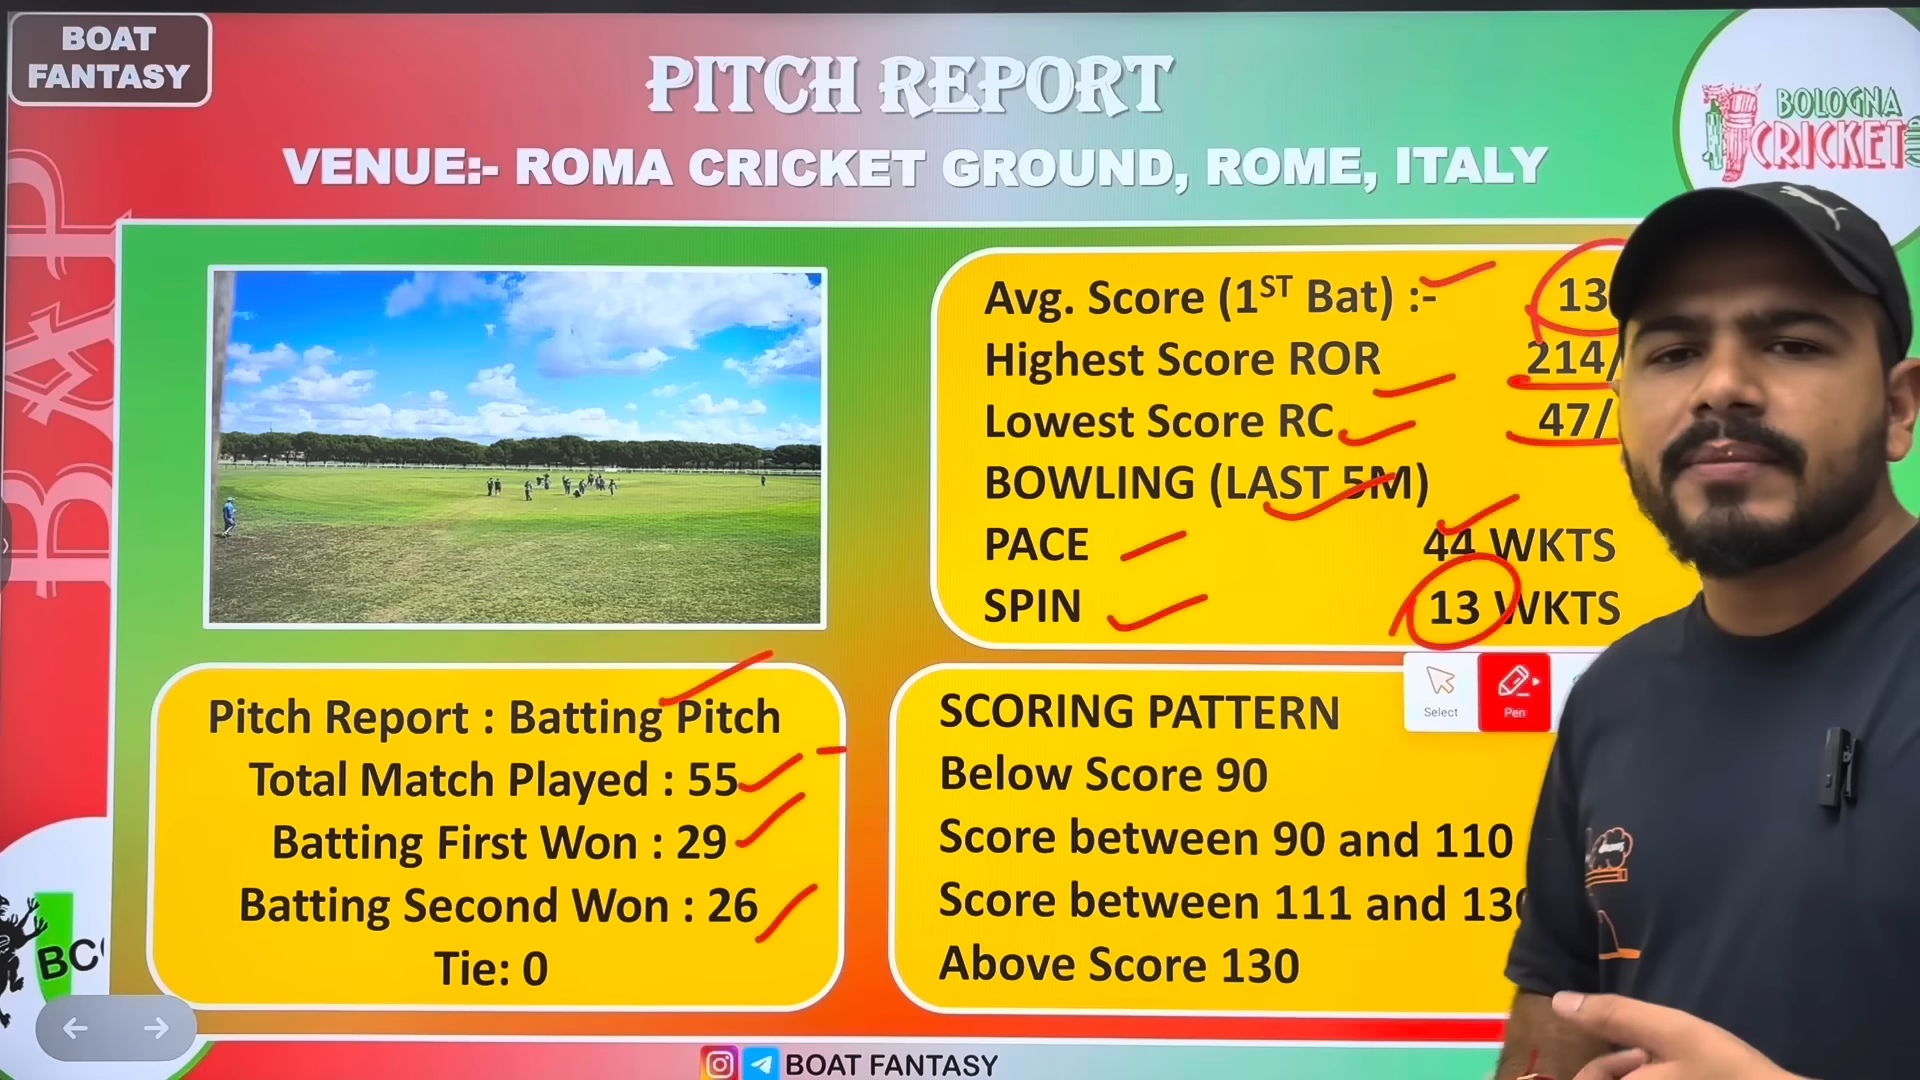 BOAT
FANTASY
PITCH REPORT
VENUE:- ROMA CRICKET GROUND, ROME, ITALY
BOLOGNA
CRICKET
BAP
Avg. Score (1ST Bat) :- 13
Highest Score ROR 214/
Lowest Score RC 47/
BOWLING (LAST 5M)
PACE 44 WKTS
SPIN 13 WKTS
Select
Pen
Pitch Report : Batting Pitch
Total Match Played : 55
Batting First Won : 29
Batting Second Won : 26
Tie: 0
SCORING PATTERN
Below Score 90
Score between 90 and 110
Score between 111 and 130
Above Score 130
BC
BOAT FANTASY